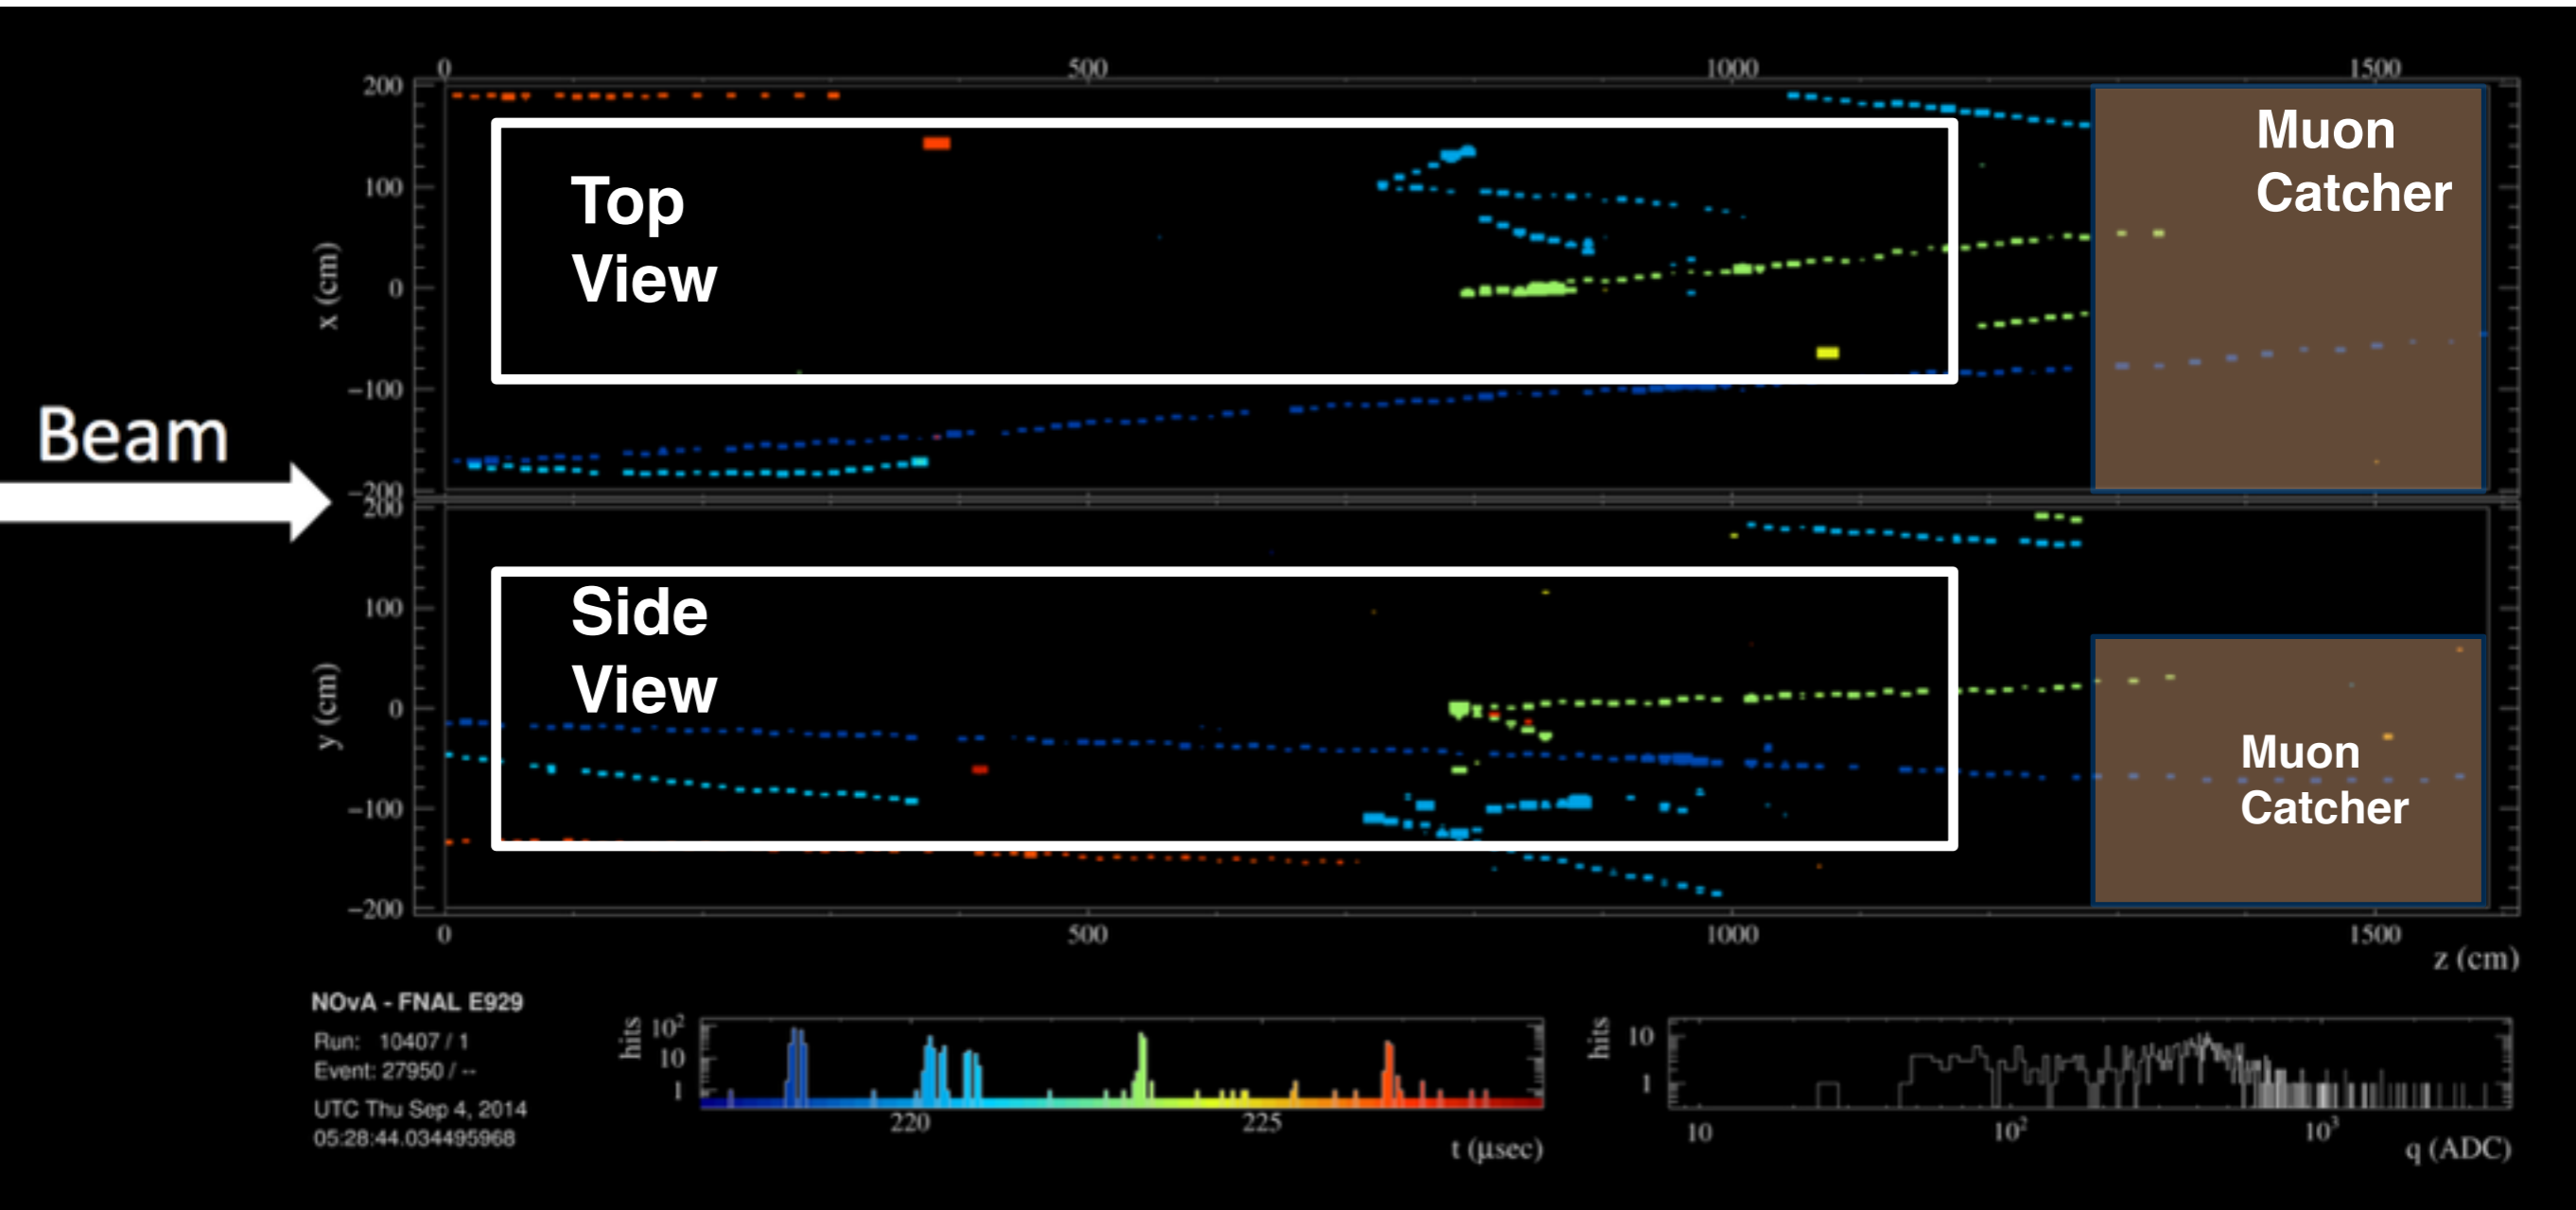 0 500 1000 1500
200
100
0
−100
−200
x (cm)
Top
View
Muon
Catcher
Beam
200
100
0
−100
−200
y (cm)
Side
View
Muon
Catcher
0 500 1000 1500
z (cm)
NOvA - FNAL E929
Run: 10407 / 1
Event: 27950 / --
UTC Thu Sep 4, 2014
05:28:44.034495968
hits
10²
10
1
220 225
t (μsec)
hits
10
1
10 10² 10³
q (ADC)